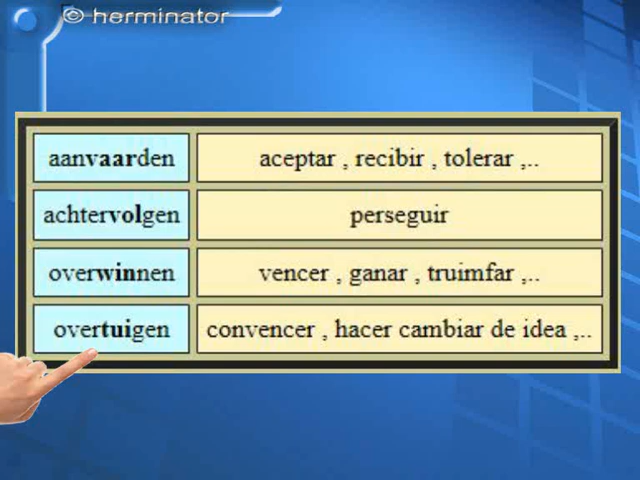 © herminator
aanvaarden
aceptar , recibir , tolerar ,..
achtervolgen
perseguir
overwinnen
vencer , ganar , truimfar ,..
overtuigen
convencer , hacer cambiar de idea ,..